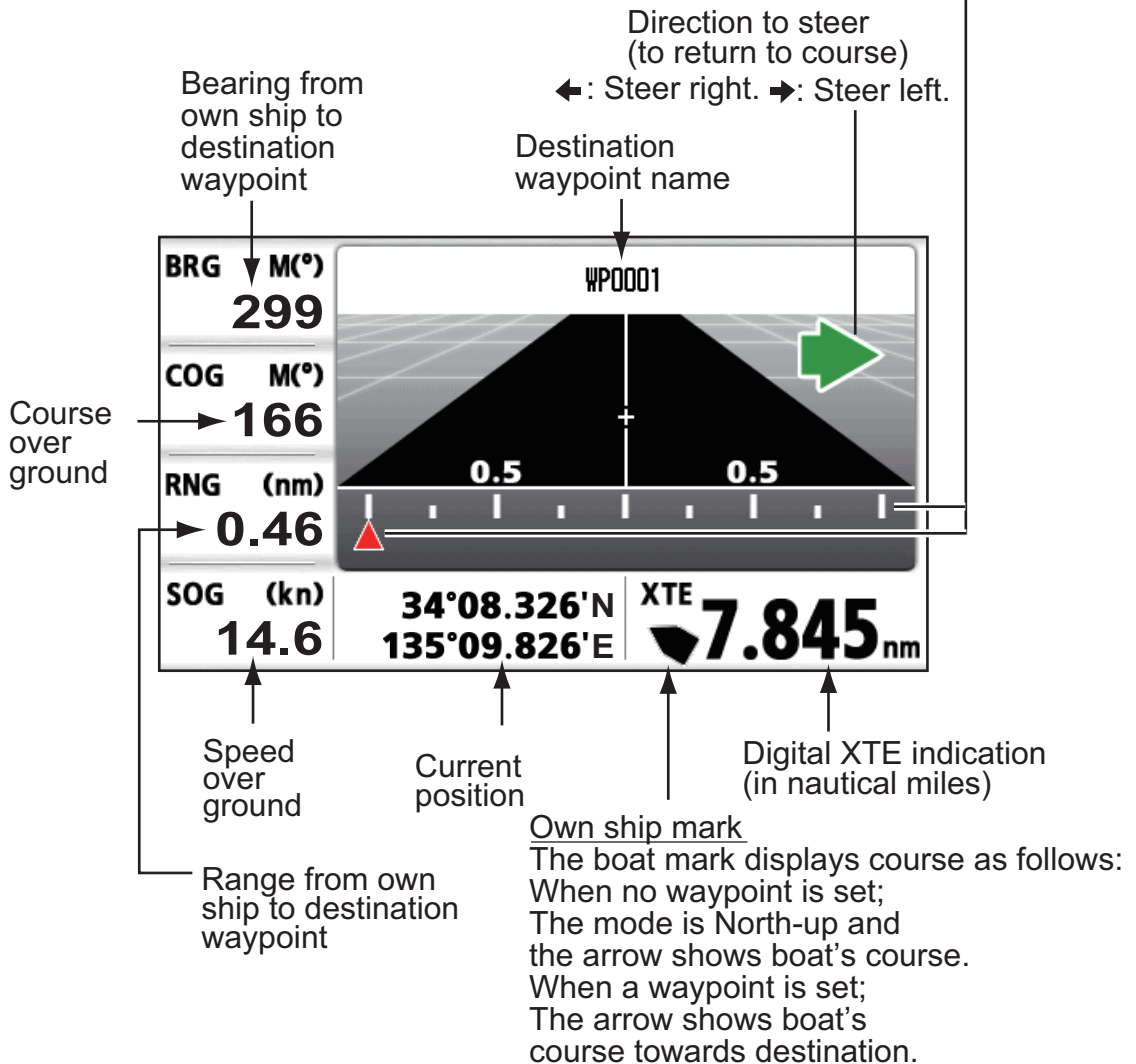 Direction to steer
(to return to course)
←: Steer right. →: Steer left.
Bearing from
own ship to
destination
waypoint
Destination
waypoint name
BRG M(°)
299
WP0001
COG M(°)
166
Course
over
ground
RNG (nm)
0.46
0.5 0.5
SOG (kn)
14.6
34°08.326'N
135°09.826'E
XTE
7.845nm
Speed
over
ground
Current
position
Digital XTE indication
(in nautical miles)
Range from own
ship to destination
waypoint
Own ship mark
The boat mark displays course as follows:
When no waypoint is set;
The mode is North-up and
the arrow shows boat’s course.
When a waypoint is set;
The arrow shows boat’s
course towards destination.